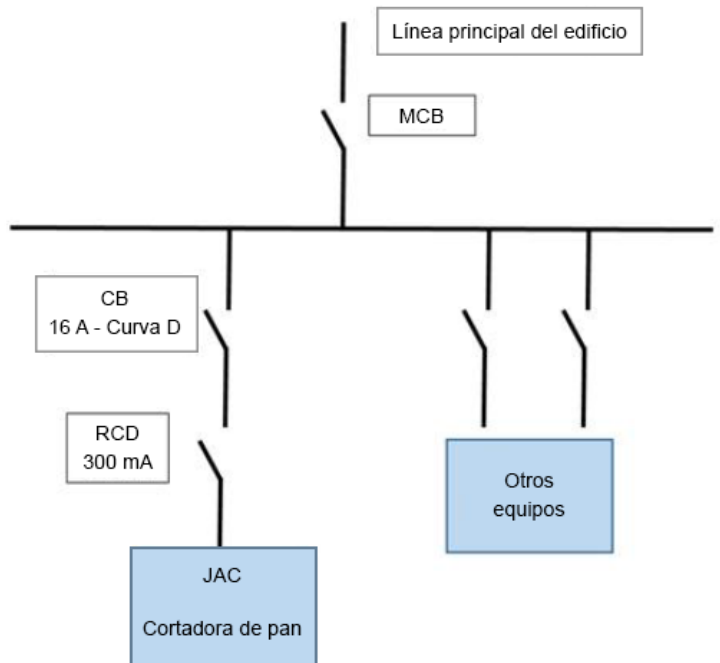 Línea principal del edificio
MCB
CB
16 A - Curva D
RCD
300 mA
Otros
equipos
JAC
Cortadora de pan